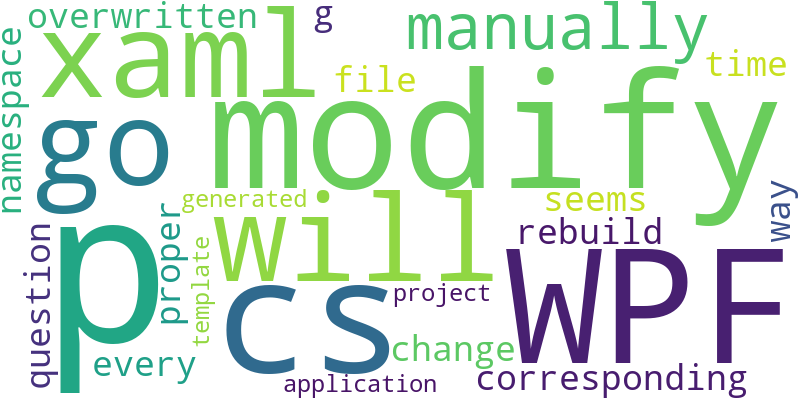 overwritten
g
manually
xaml
time
file
namespace
modify
go
generated
seems
way
will
rebuild
p
proper
question
template
WPF
cs
project
change
every
corresponding
application